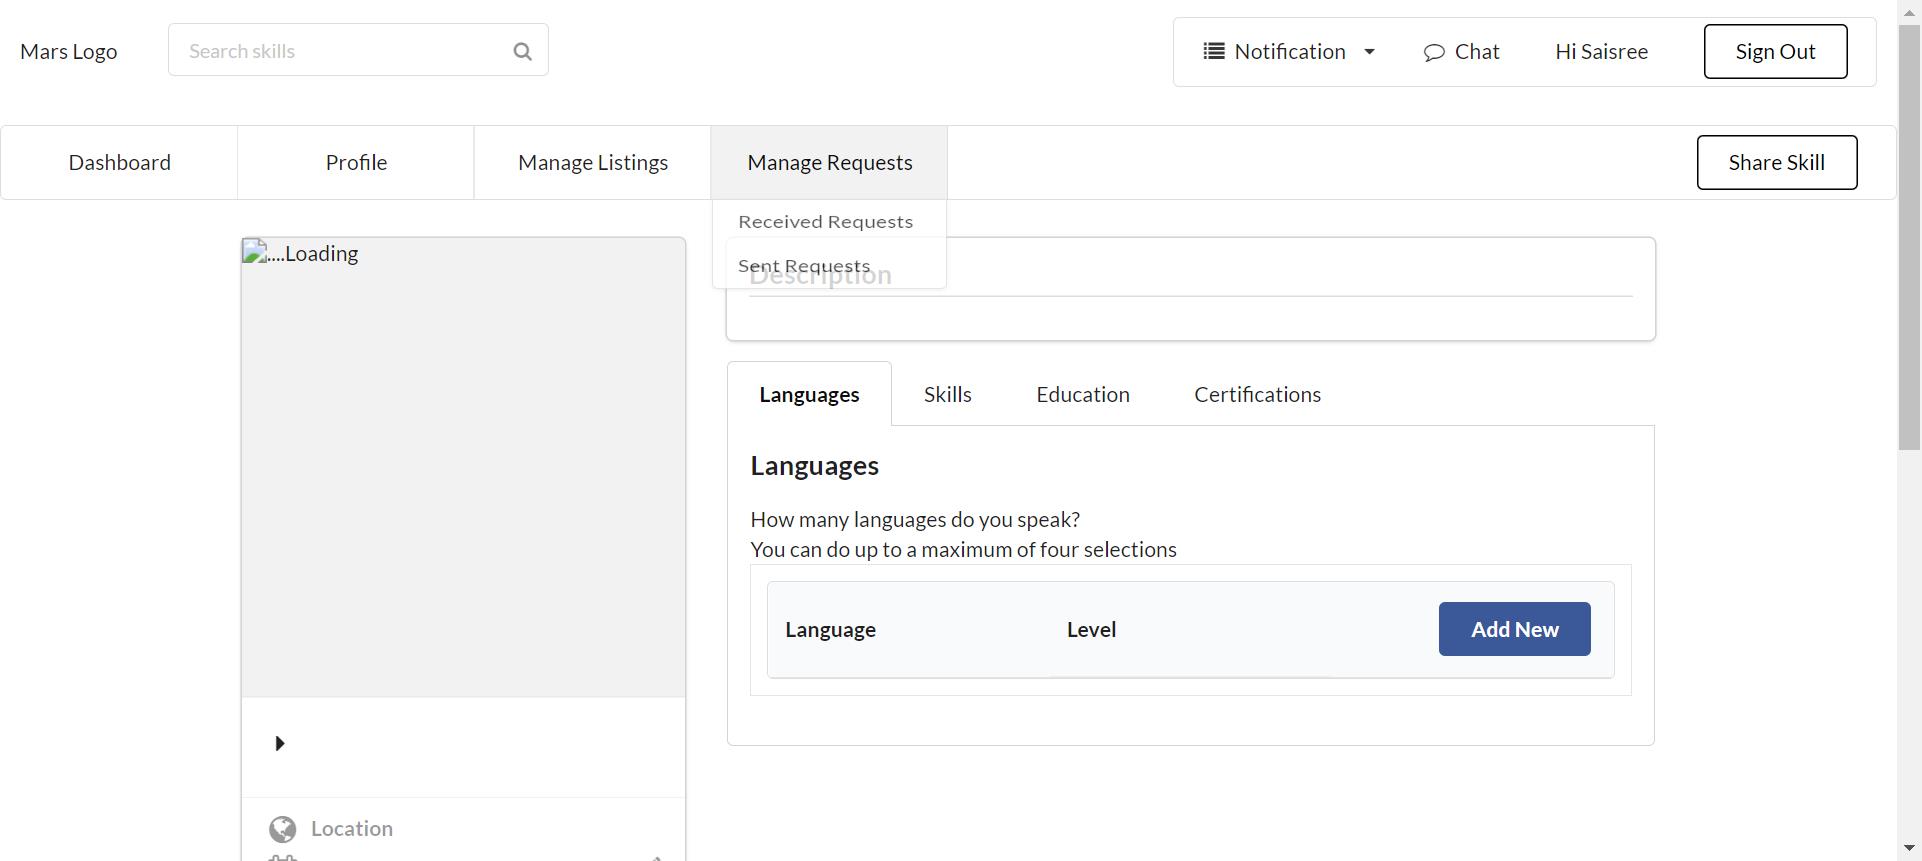 Mars Logo
Search skills
Notification
Chat
Hi Saisree
Sign Out
Dashboard
Profile
Manage Listings
Manage Requests
Share Skill
Received Requests
Sent Requests
....Loading
Description
Languages
Skills
Education
Certifications
Languages
How many languages do you speak?
You can do up to a maximum of four selections
Language
Level
Add New
Location